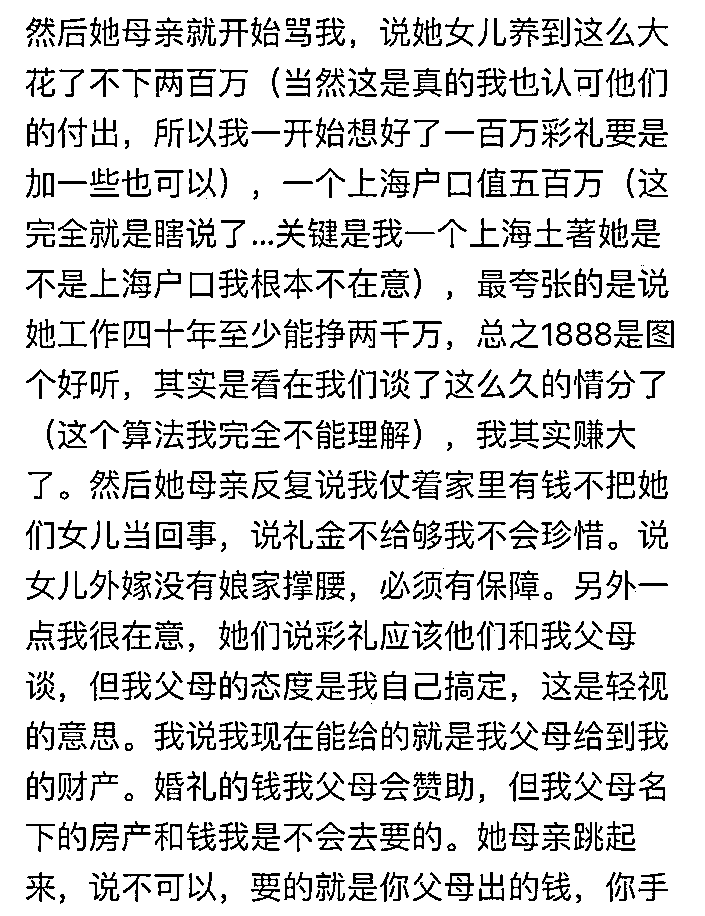 然后她母亲就开始骂我，说她女儿养到这么大
花了不下两百万（当然这是真的我也认可他们
的付出，所以我一开始想好了一百万彩礼要是
加一些也可以），一个上海户口值五百万（这
完全就是瞎说了...关键是我一个上海土著她是
不是上海户口我根本不在意），最夸张的是说
她工作四十年至少能挣两千万，总之1888是图
个好听，其实是看在我们谈了这么久的情分了
（这个算法我完全不能理解），我其实赚大
了。然后她母亲反复说我仗着家里有钱不把她
们女儿当回事，说礼金不给够我不会珍惜。说
女儿外嫁没有娘家撑腰，必须有保障。另外一
点我很在意，她们说彩礼应该他们和我父母
谈，但我父母的态度是我自己搞定，这是轻视
的意思。我说我现在能给的就是我父母给到我
的财产。婚礼的钱我父母会赞助，但我父母名
下的房产和钱我是不会去要的。她母亲跳起
来，说不可以，要的就是你父母出的钱，你手